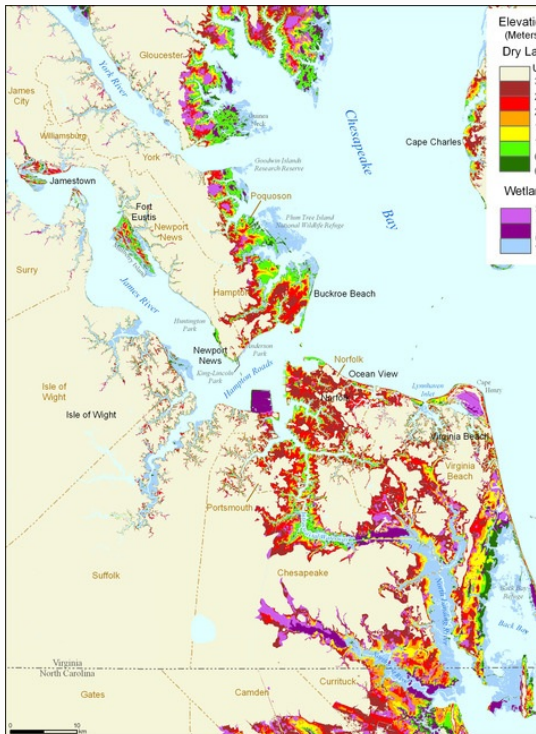 Elevatio
(Meters
Dry La
Wetlan
Gloucester
York River
James
City
Williamsburg
York
Jamestown
Fort
Eustis
Newport
News
Surry
James River
Goodwin Islands
Research Reserve
Poquoson
Plum Tree Island
National Wildlife Refuge
Chesapeake
Bay
Cape Charles
Hampton
Buckroe Beach
Huntington
Park
Newport
News
Anderson
Park
King-Lincoln
Park
Hampton Roads
Isle of
Wight
Isle of Wight
Norfolk
Ocean View
Norfolk
Lynnhaven
Inlet
Cape
Henry
Virginia Beach
Virginia
Beach
Portsmouth
Suffolk
Chesapeake
Back Bay
Refuge
Back Bay
Virginia
North Carolina
Gates
Camden
Currituck
0
10
km